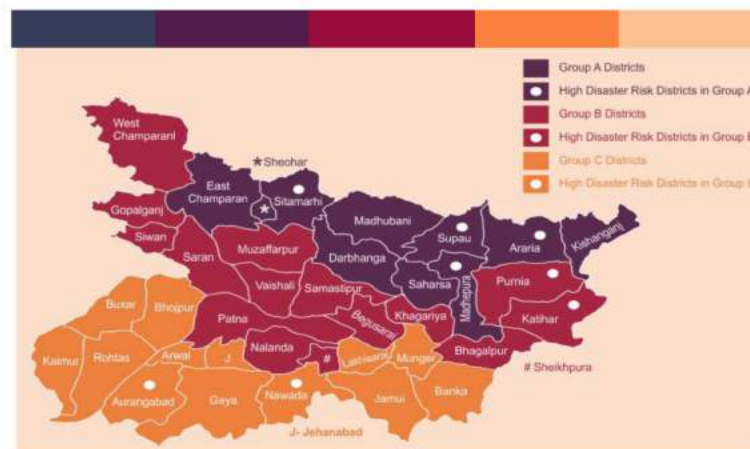 Group A Districts
High Disaster Risk Districts in Group A
Group B Districts
High Disaster Risk Districts in Group B
Group C Districts
High Disaster Risk Districts in Group
West
Champaranl
*Sheohar
East
Champaran
*
Sitamarhi
Gopalganj
Siwan
Madhubani
Supau
Araria
Kishanganj
Saran
Muzaffarpur
Darbhanga
Saharsa
Madhepura
Purnia
Vaishali
Samastipur
Buxar
Bhojpur
Patna
Begusarai
Khagariya
Katihar
Kaimur
Rohtas
Arwal
J
Nalanda
#
Lakhisarai
Munger
Bhagalpur
# Sheikhpura
Aurangabad
Gaya
Nawada
Jamui
Banka
J- Jehanabad